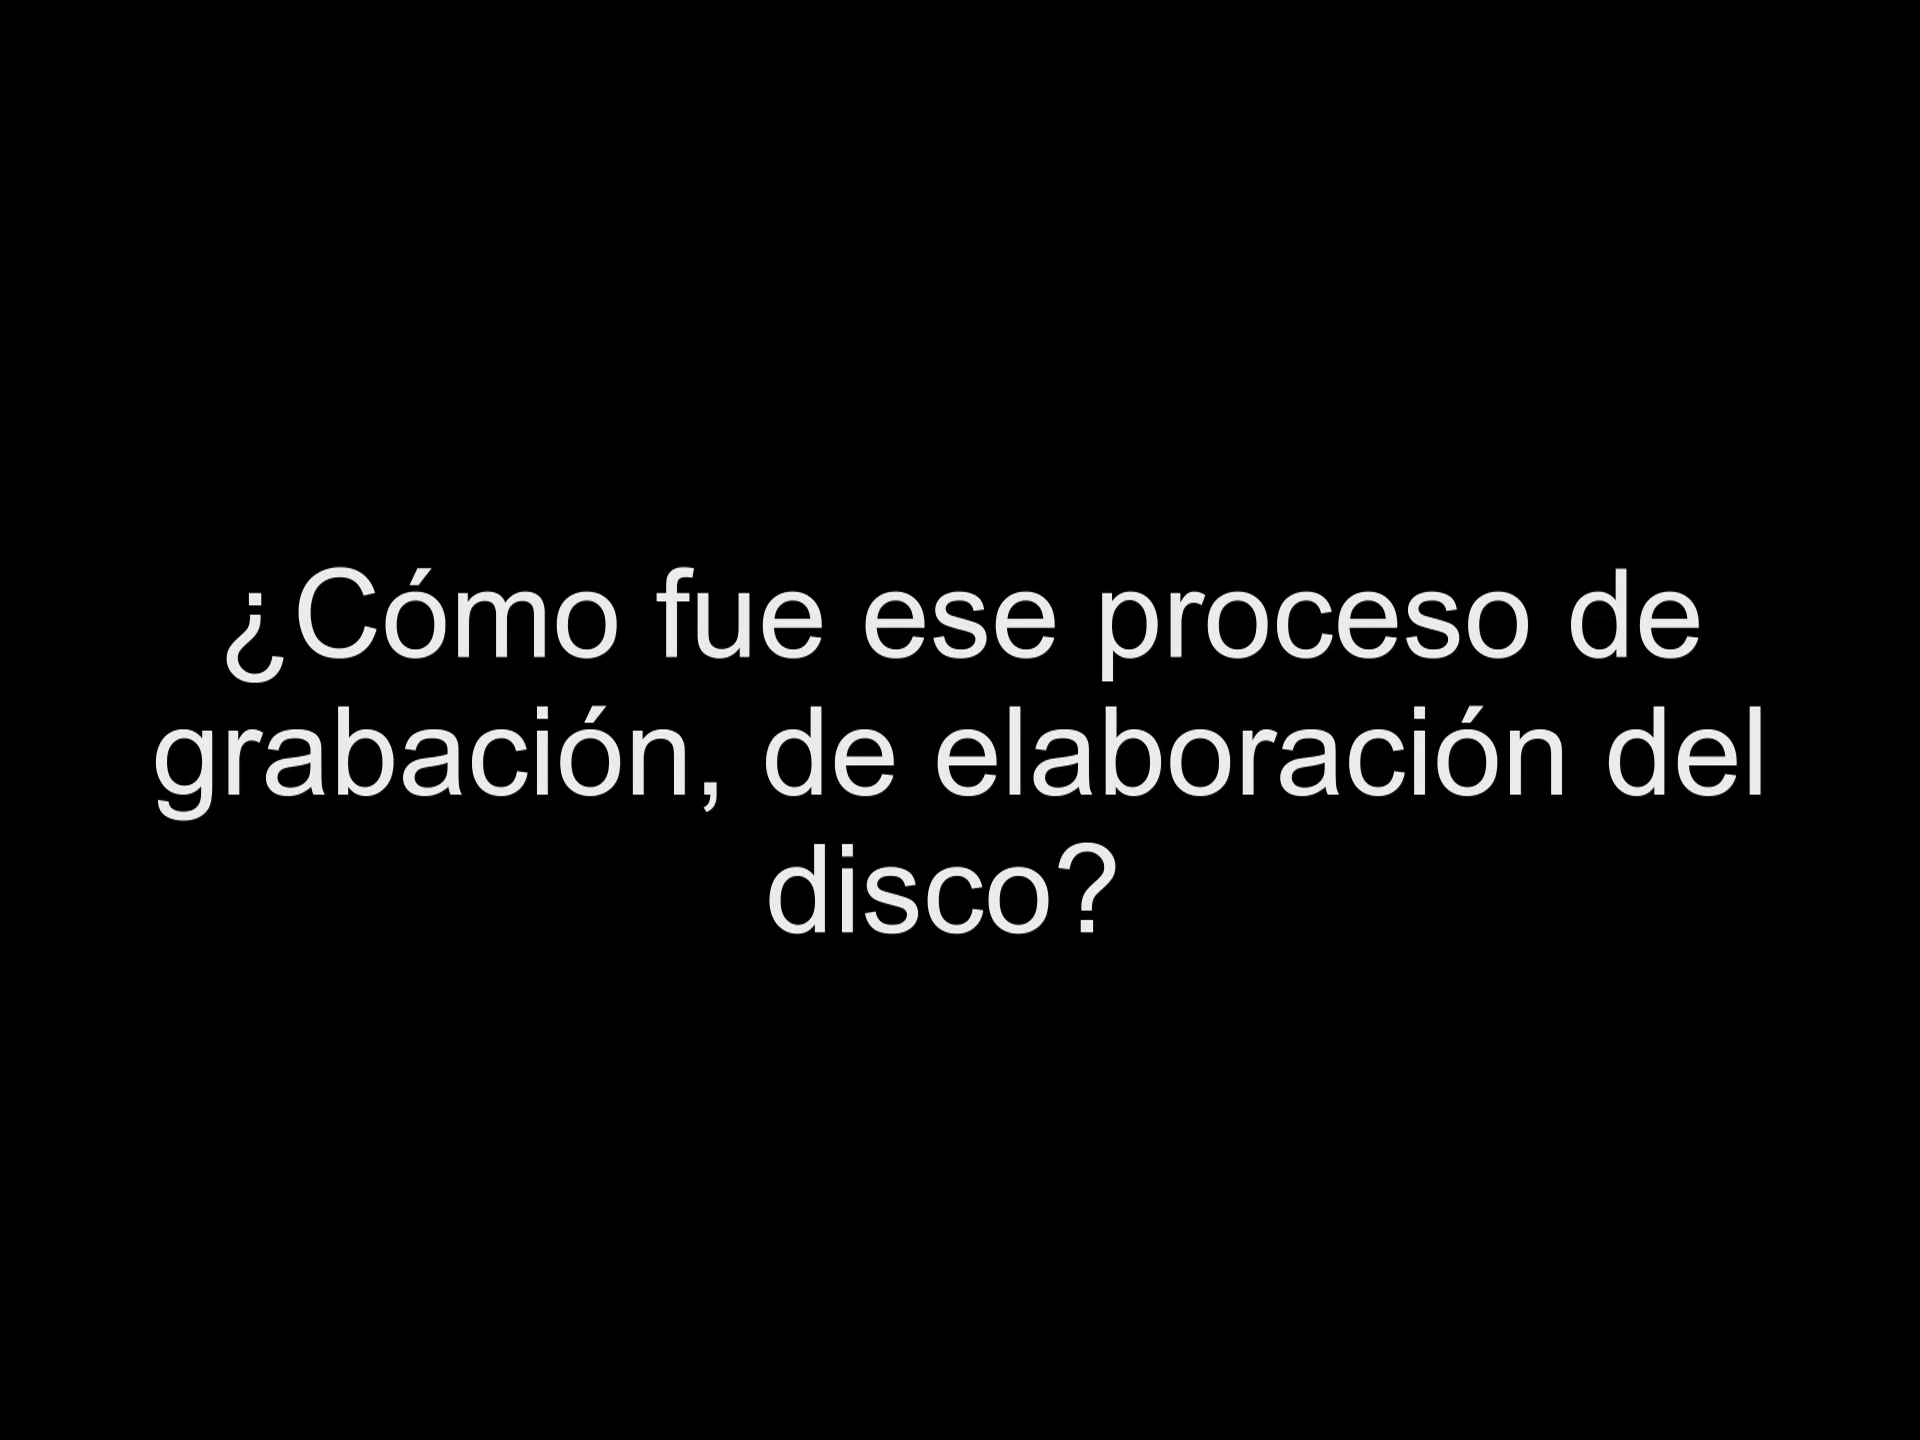 ¿Cómo fue ese proceso de
grabación, de elaboración del
disco?